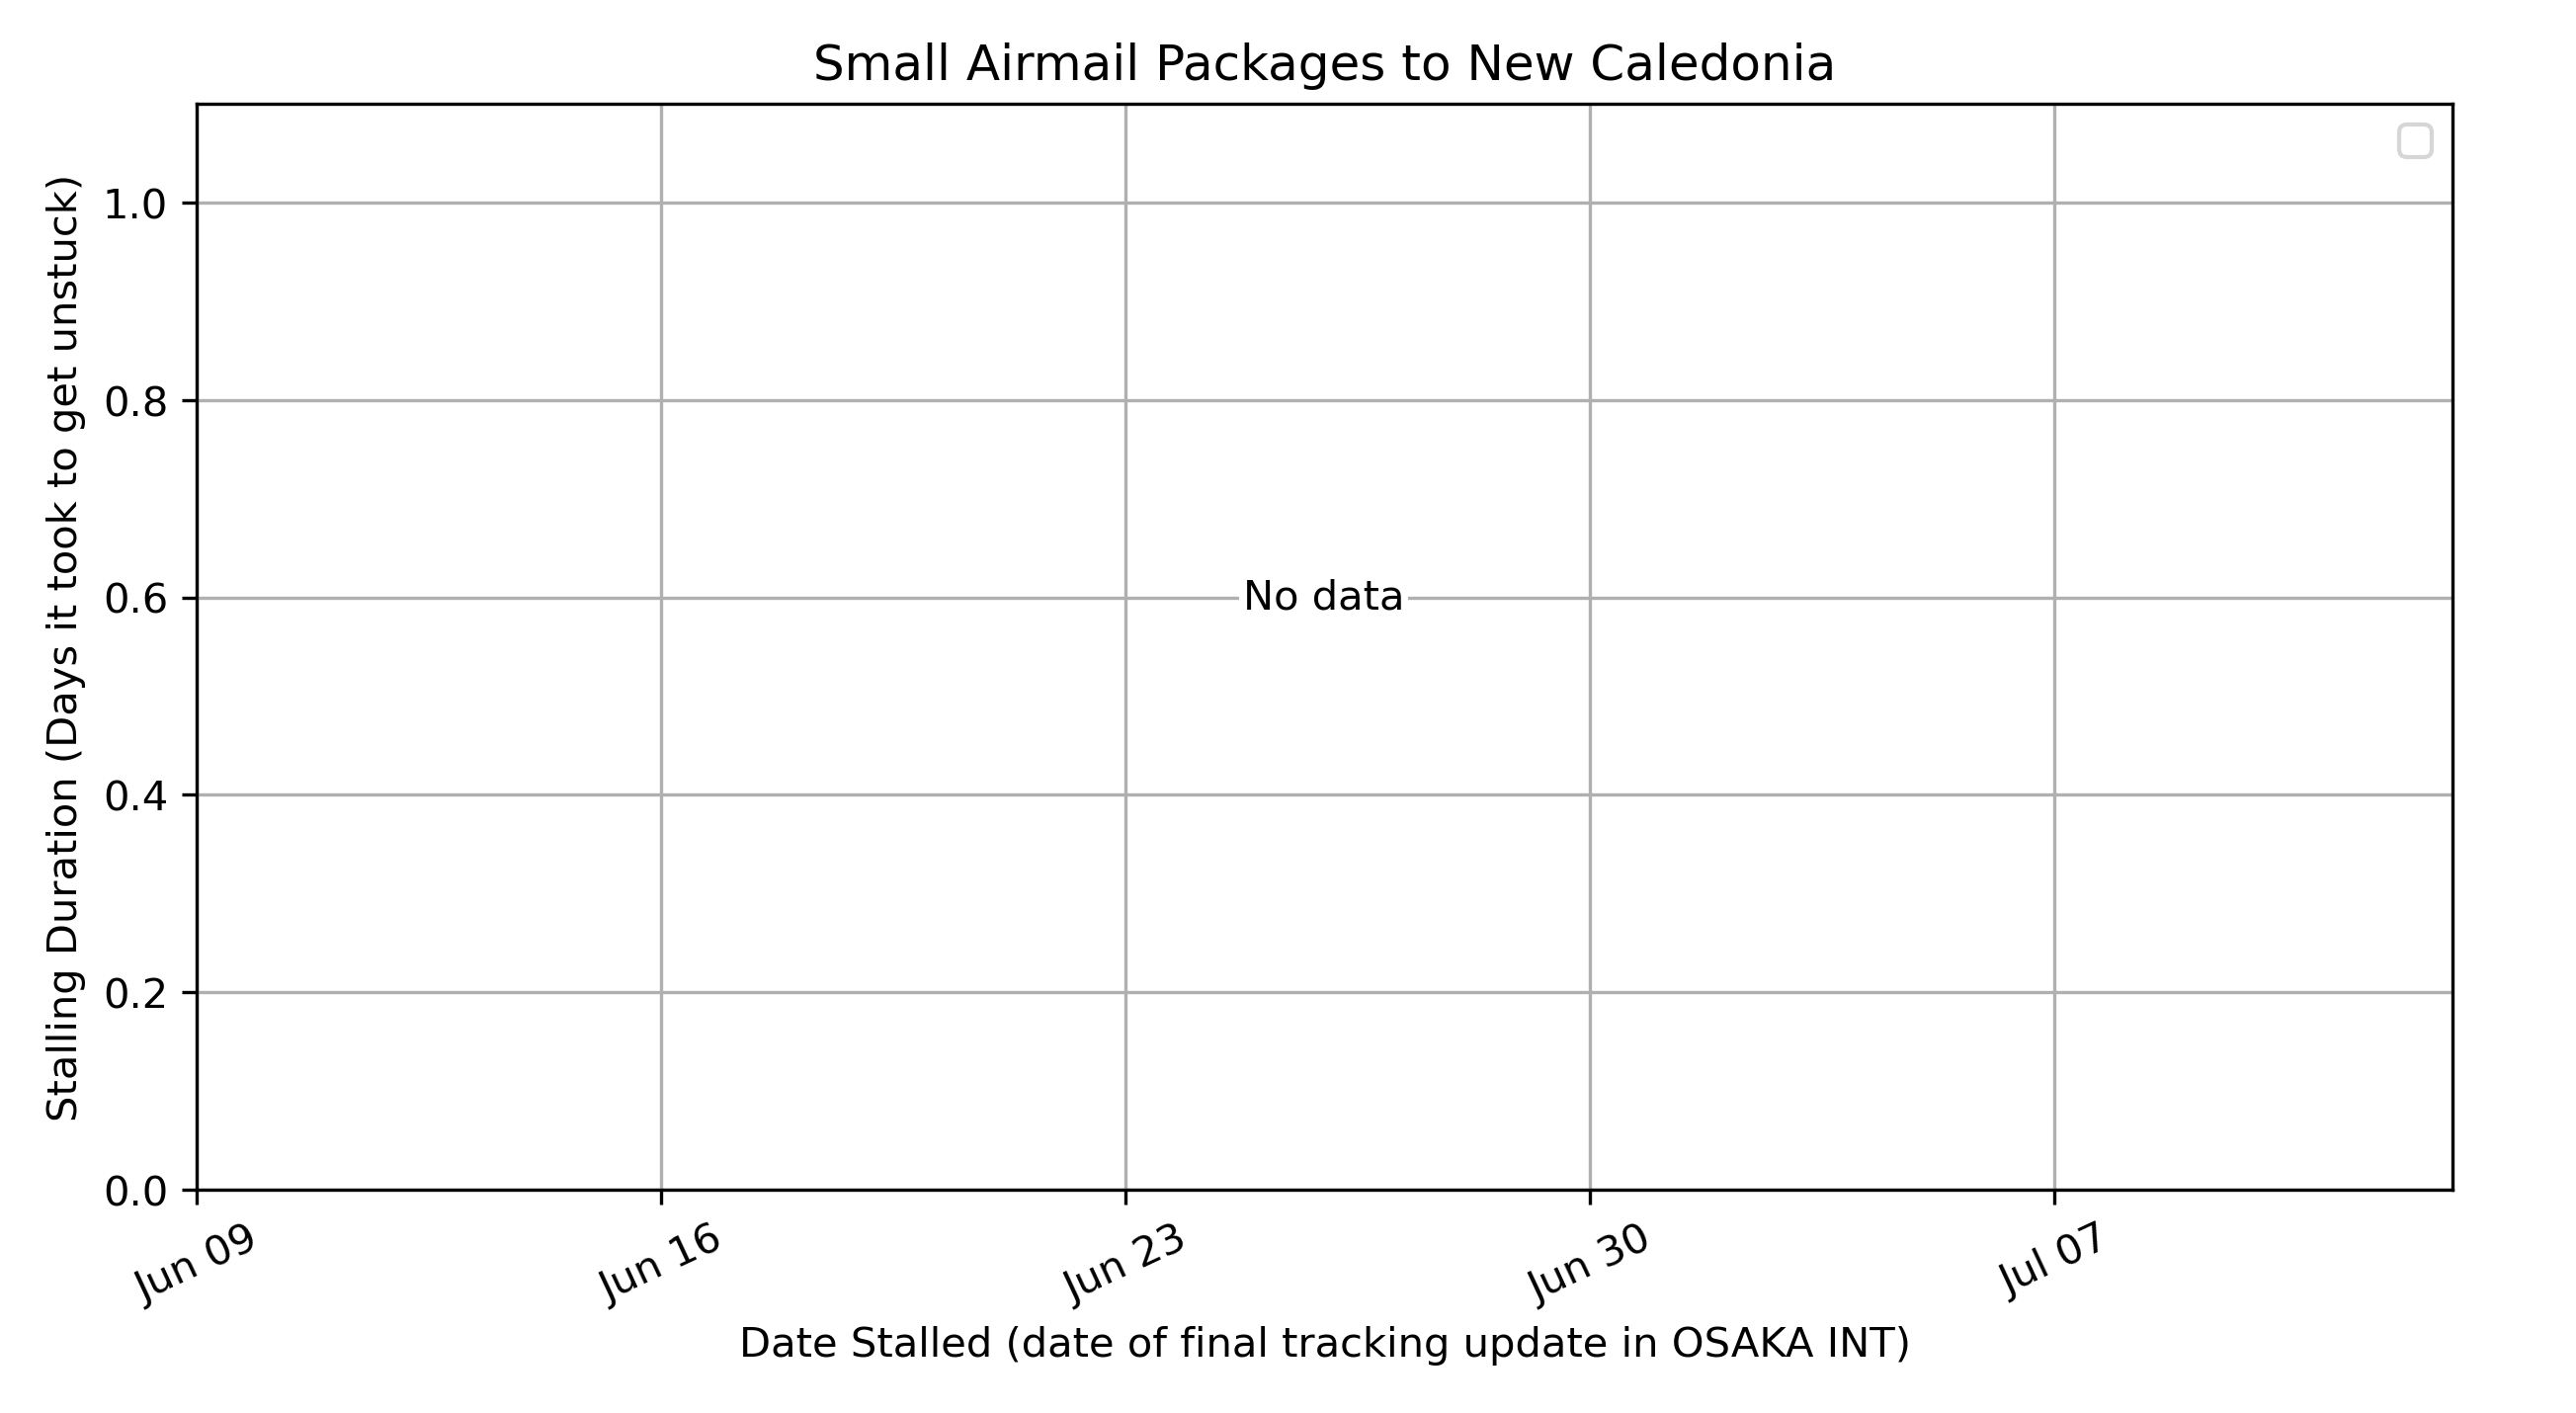 Small Airmail Packages to New Caledonia
Stalling Duration (Days it took to get unstuck)
1.0
0.8
0.6
0.4
0.2
0.0
No data
Jun 09
Jun 16
Jun 23
Jun 30
Jul 07
Date Stalled (date of final tracking update in OSAKA INT)